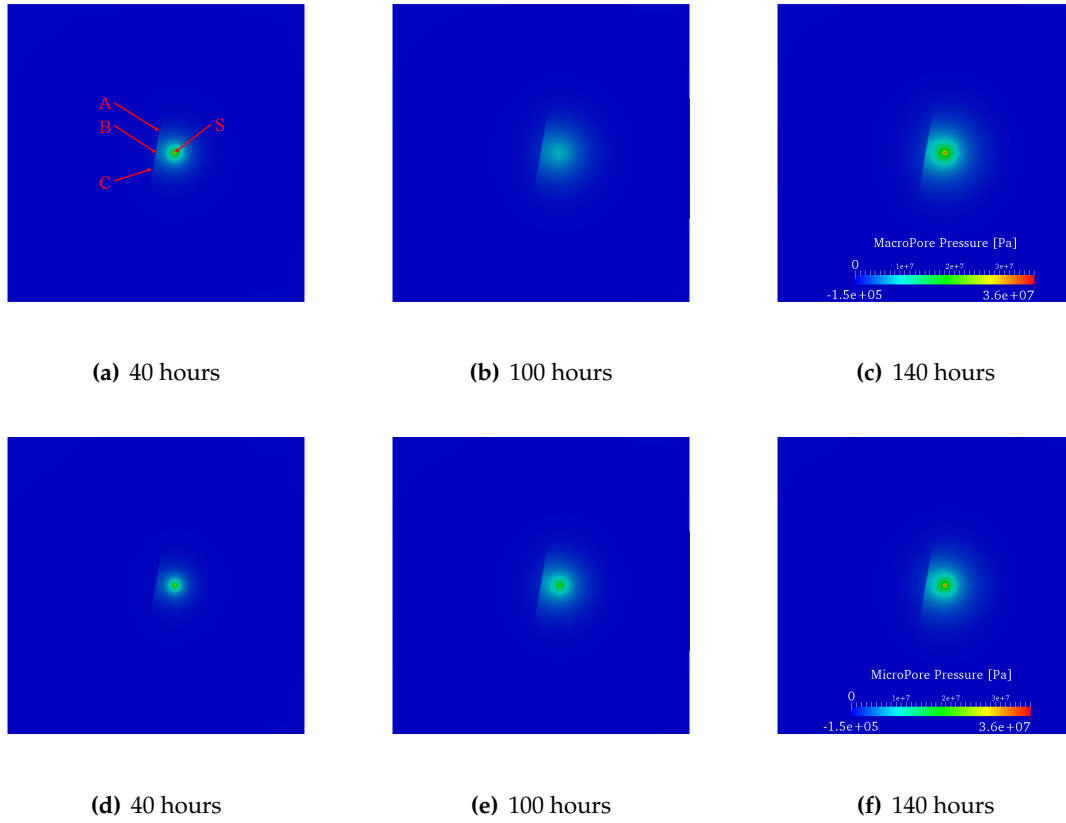 A
B
S
C
MacroPore Pressure [Pa]
0
1e+7 2e+7 3e+7
-1.5e+05 3.6e+07
(a) 40 hours
(b) 100 hours
(c) 140 hours
MicroPore Pressure [Pa]
0
1e+7 2e+7 3e+7
-1.5e+05 3.6e+07
(d) 40 hours
(e) 100 hours
(f) 140 hours